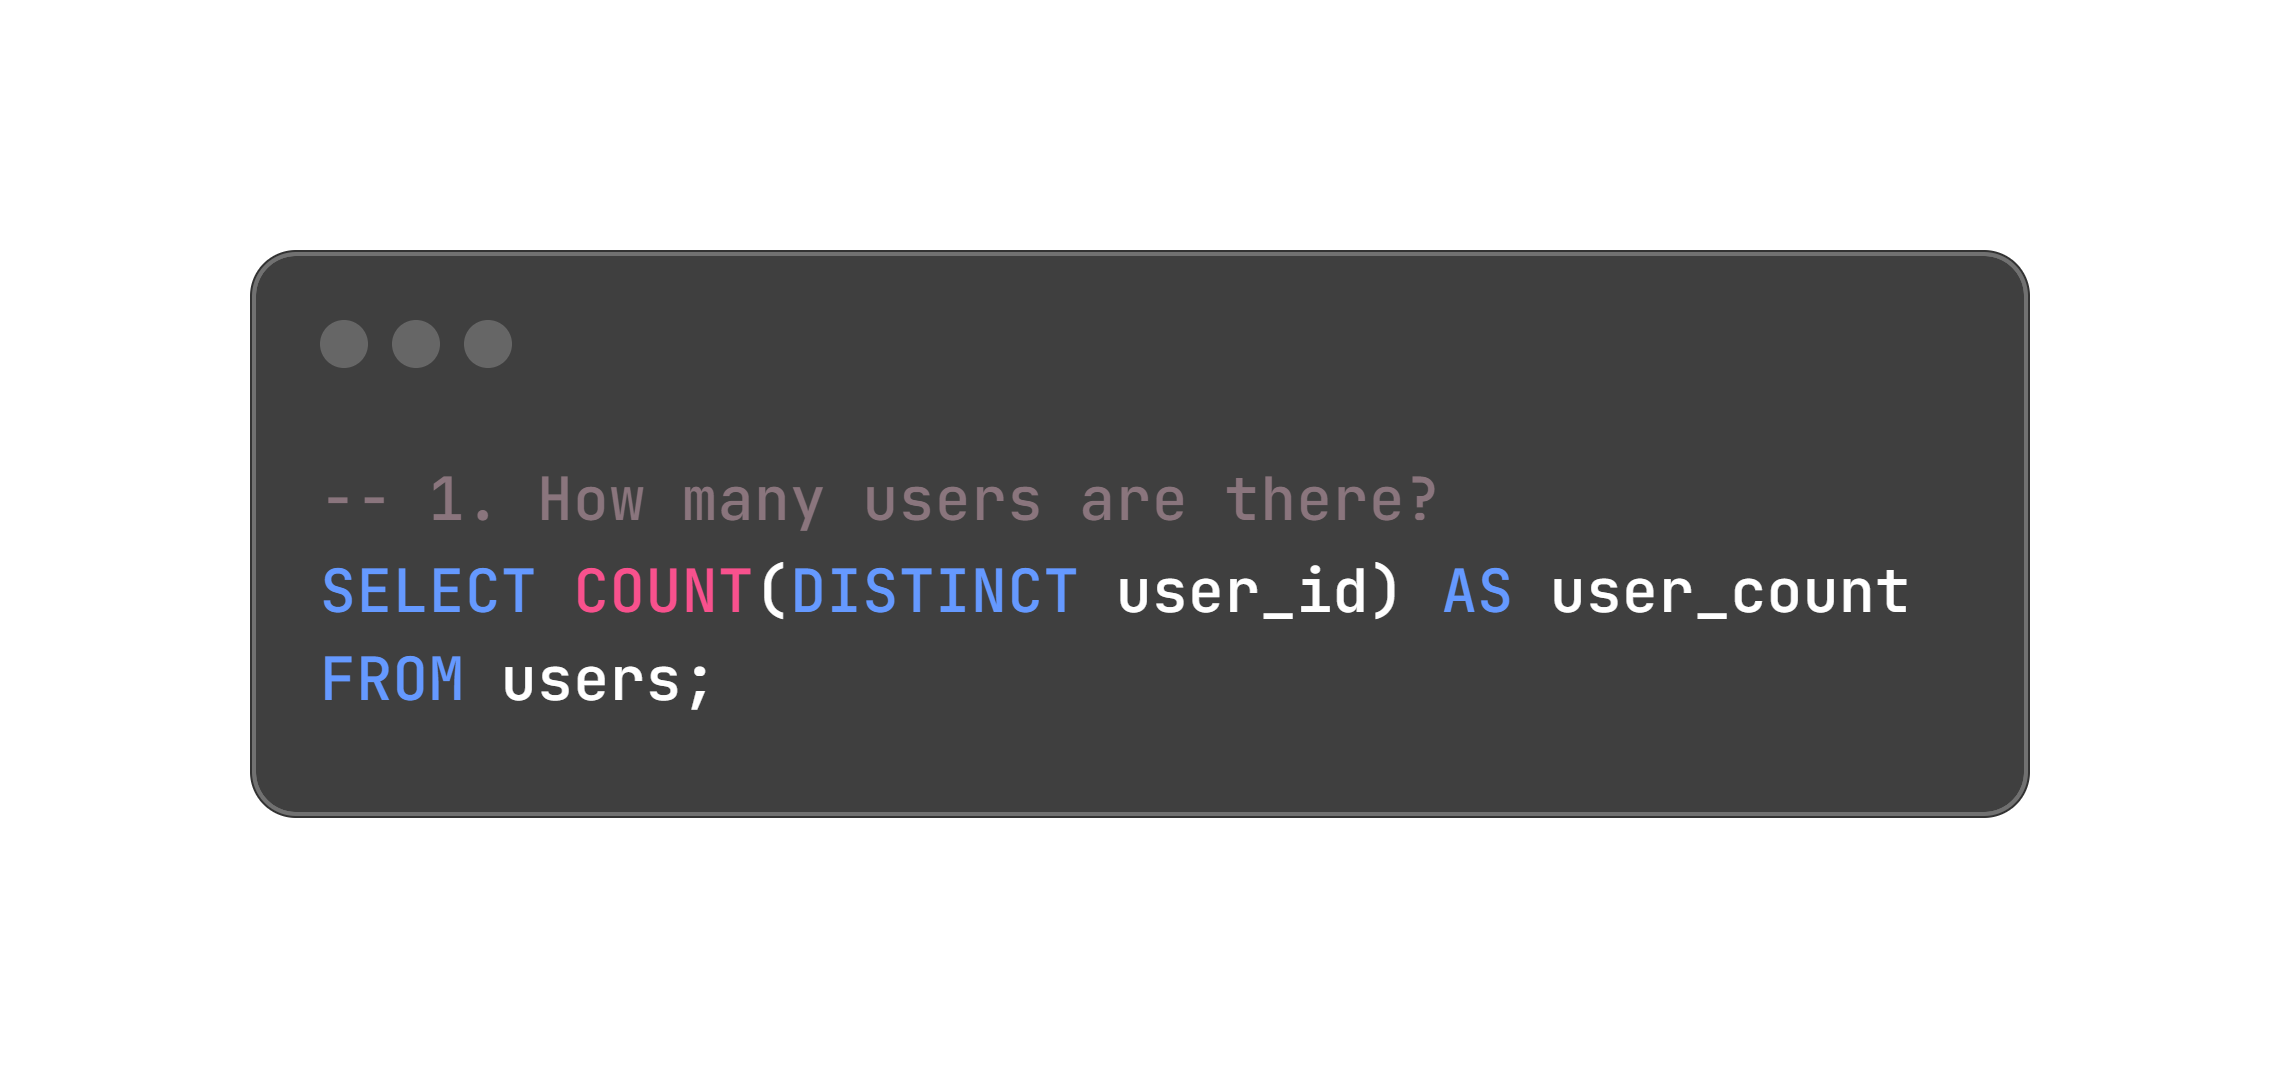 -- 1. How many users are there?
SELECT COUNT(DISTINCT user_id) AS user_count
FROM users;